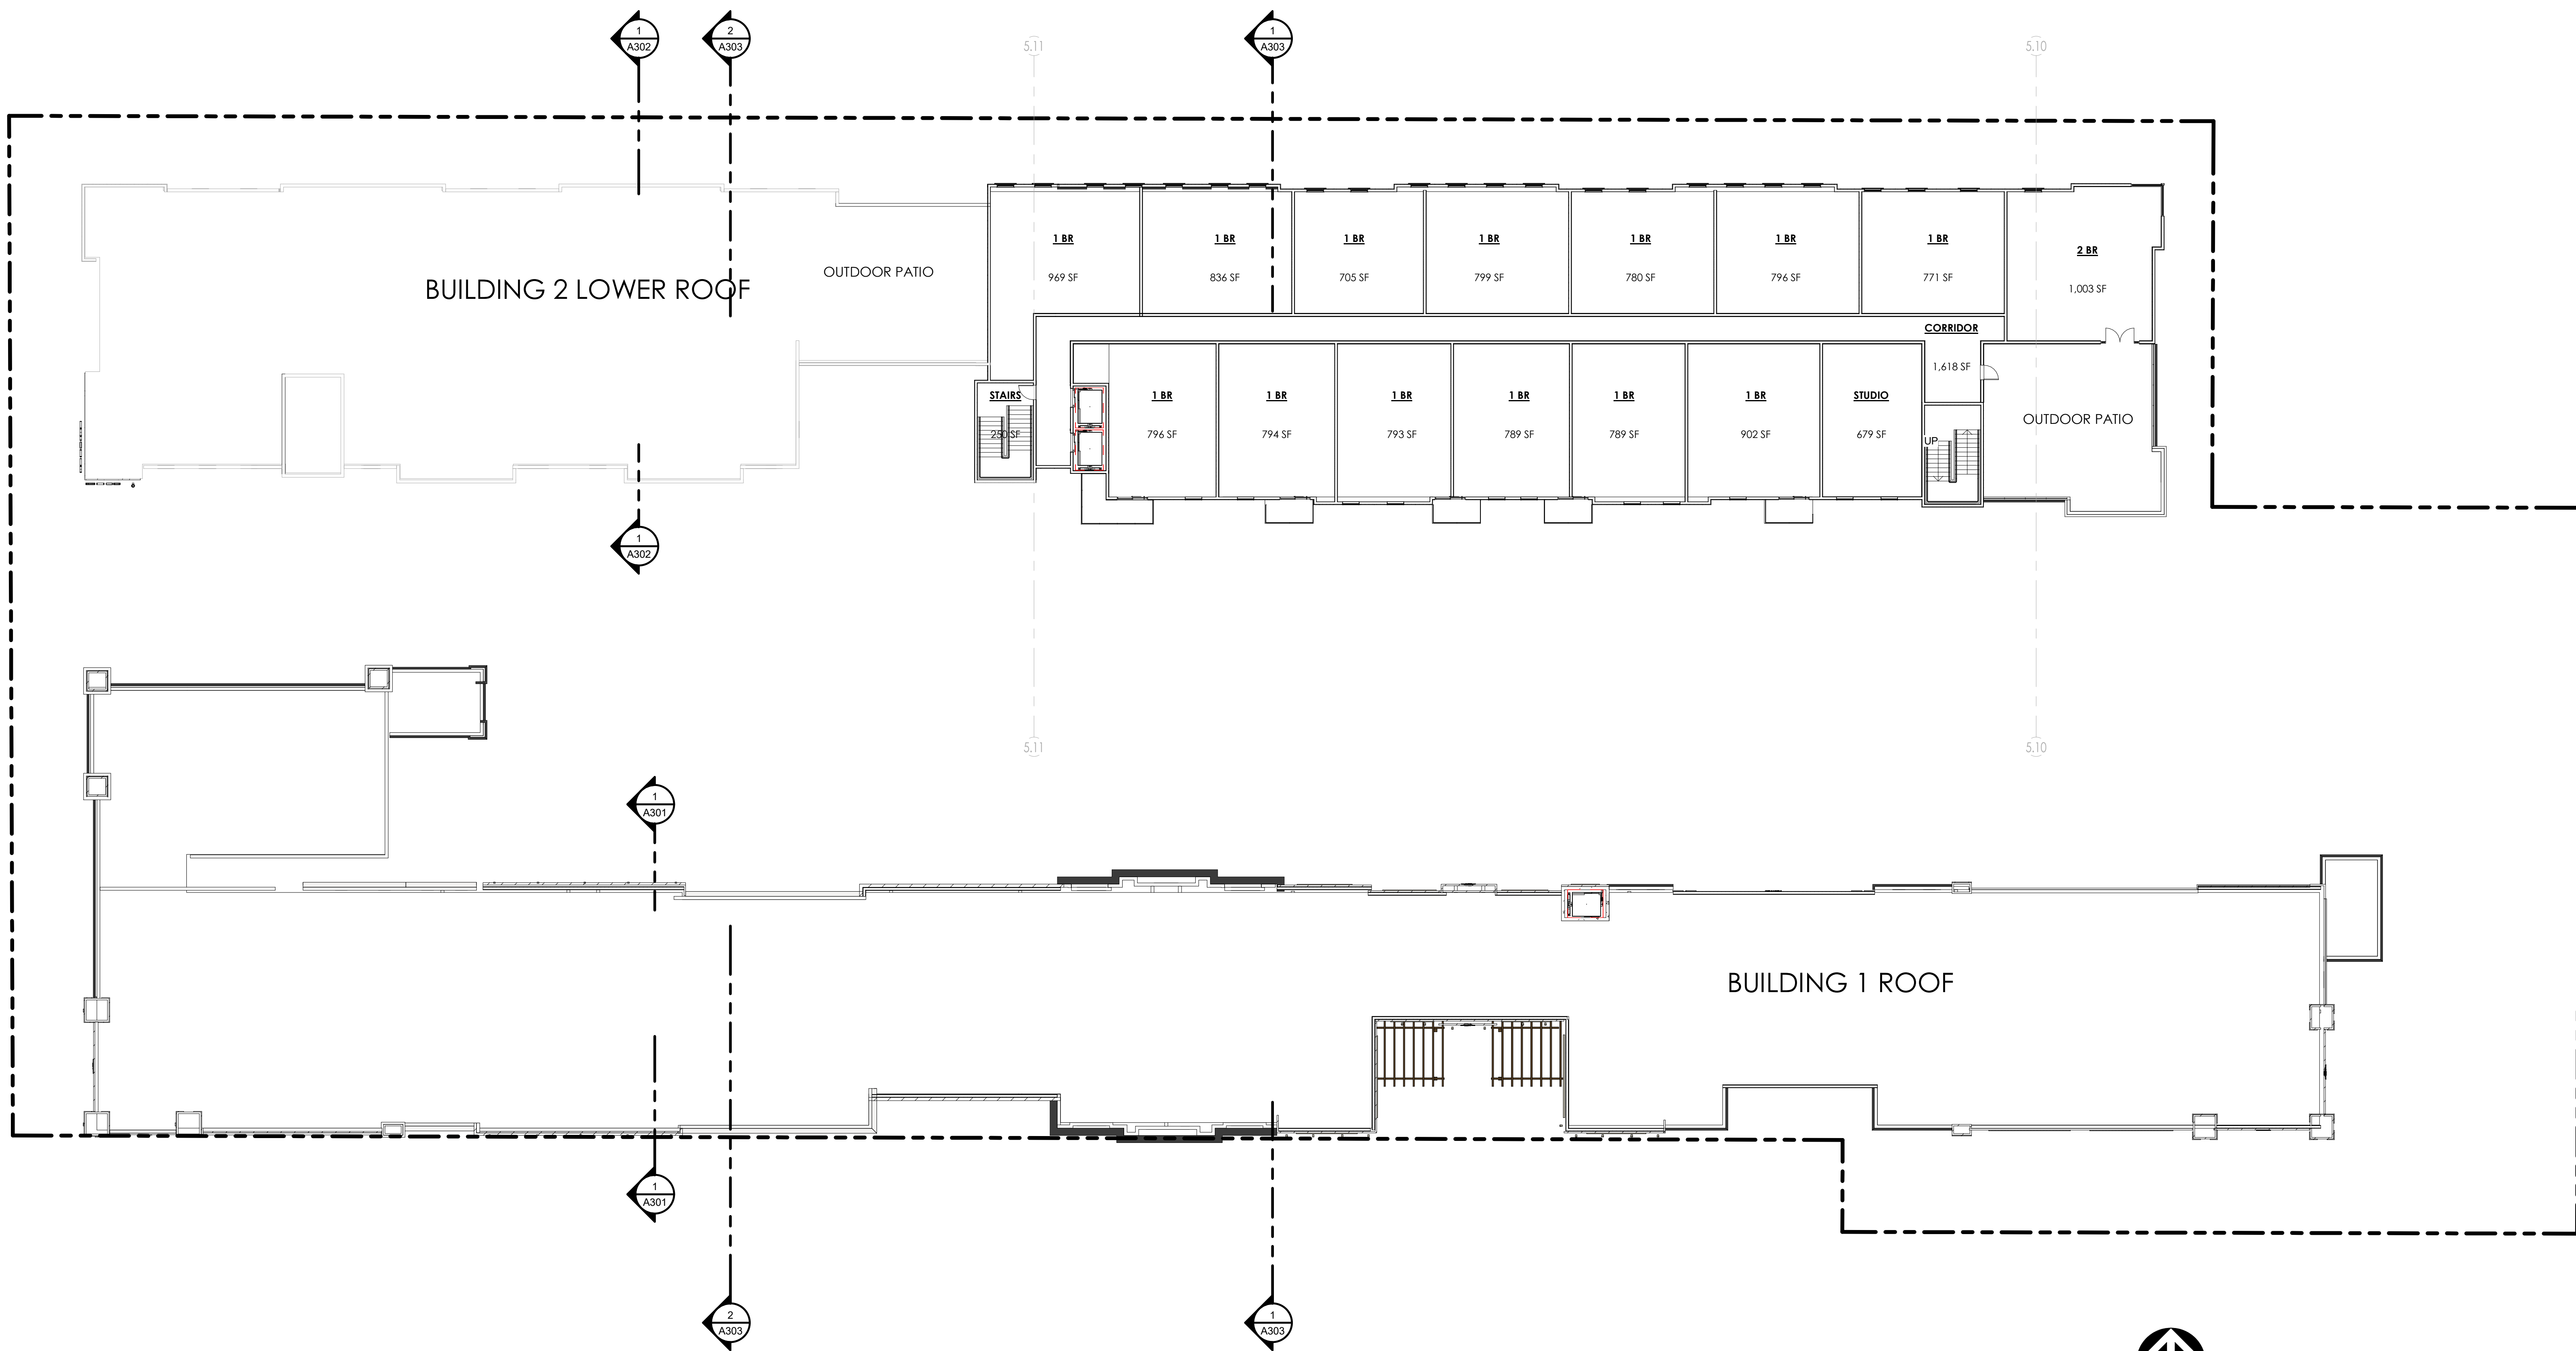 1
A302
2
A303
1
A303
5.11
5.10
BUILDING 2 LOWER ROOF
OUTDOOR PATIO
1 BR
969 SF
1 BR
836 SF
1 BR
705 SF
1 BR
799 SF
1 BR
780 SF
1 BR
796 SF
1 BR
771 SF
2 BR
1,003 SF
CORRIDOR
1,618 SF
STAIRS
250 SF
1 BR
796 SF
1 BR
794 SF
1 BR
793 SF
1 BR
789 SF
1 BR
789 SF
1 BR
902 SF
STUDIO
679 SF
UP
OUTDOOR PATIO
1
A302
5.11
5.10
1
A301
BUILDING 1 ROOF
1
A301
2
A303
1
A303